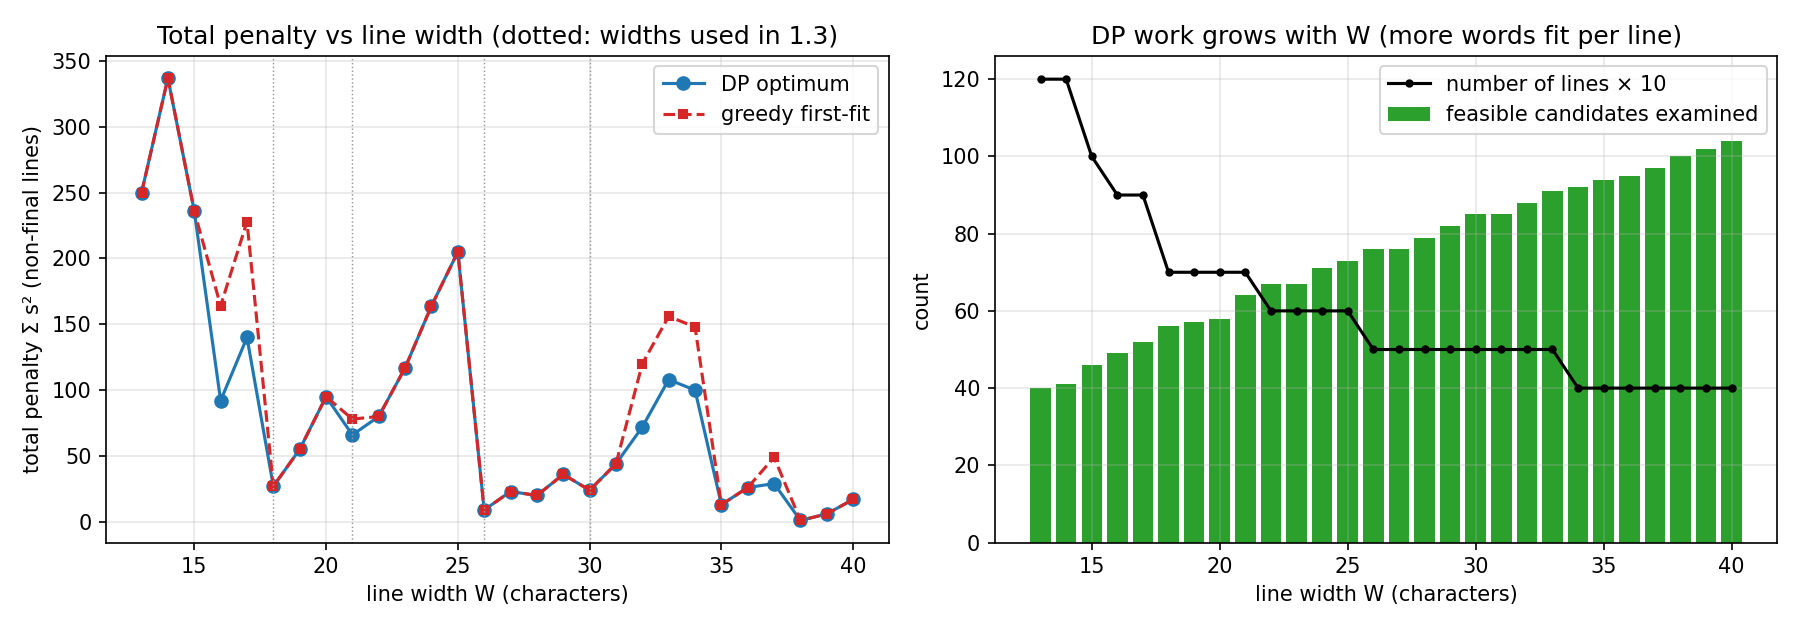 Total penalty vs line width (dotted: widths used in 1.3)
total penalty Σ s² (non-final lines)
350
300
250
200
150
100
50
0
DP optimum
greedy first-fit
15 20 25 30 35 40
line width W (characters)
DP work grows with W (more words fit per line)
count
120
100
80
60
40
20
0
number of lines × 10
feasible candidates examined
15 20 25 30 35 40
line width W (characters)